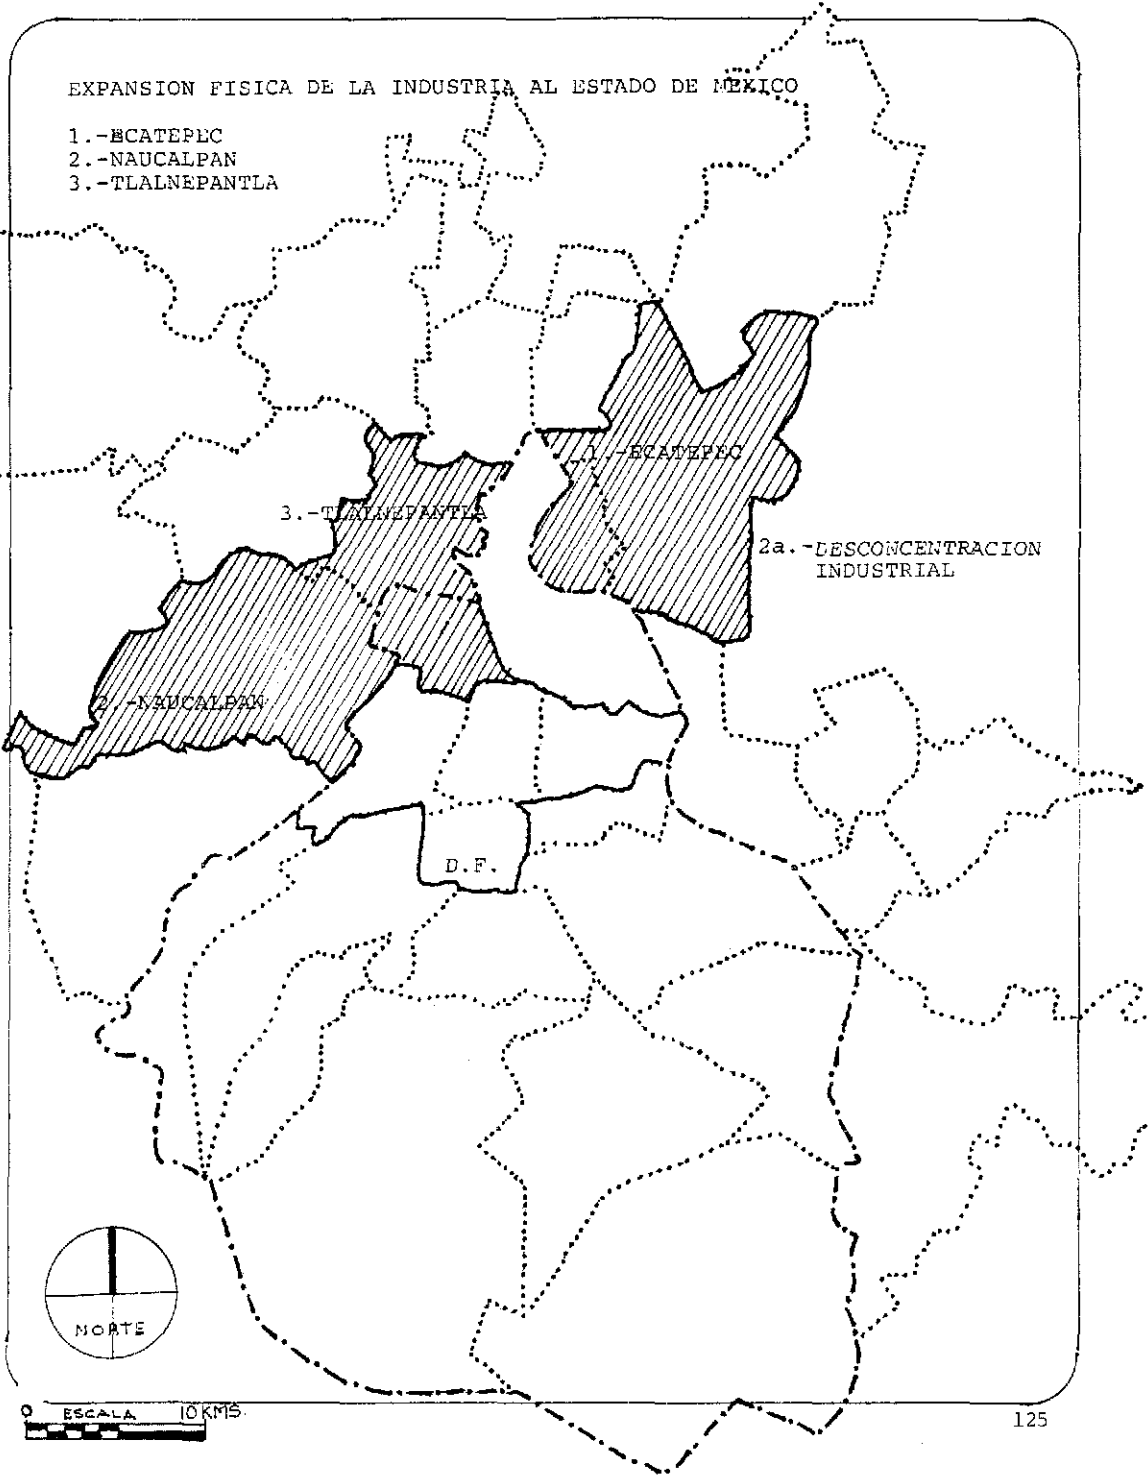 EXPANSION FISICA DE LA INDUSTRIA AL ESTADO DE MEXICO
1.-ECATEPEC
2.-NAUCALPAN
3.-TLALNEPANTLA
1.-ECATEPEC
3.-TLALNEPANTLA
2a.-DESCONCENTRACION
INDUSTRIAL
2.-NAUCALPAN
D.F.
NORTE
0 ESCALA 10 KMS.
125